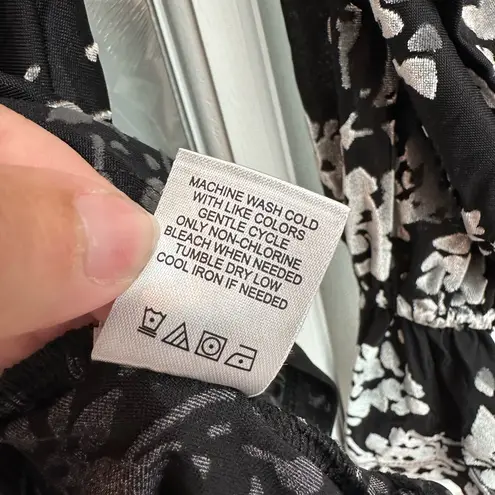 MACHINE WASH COLD
WITH LIKE COLORS
GENTLE CYCLE
ONLY NON-CHLORINE
BLEACH WHEN NEEDED
TUMBLE DRY LOW
COOL IRON IF NEEDED